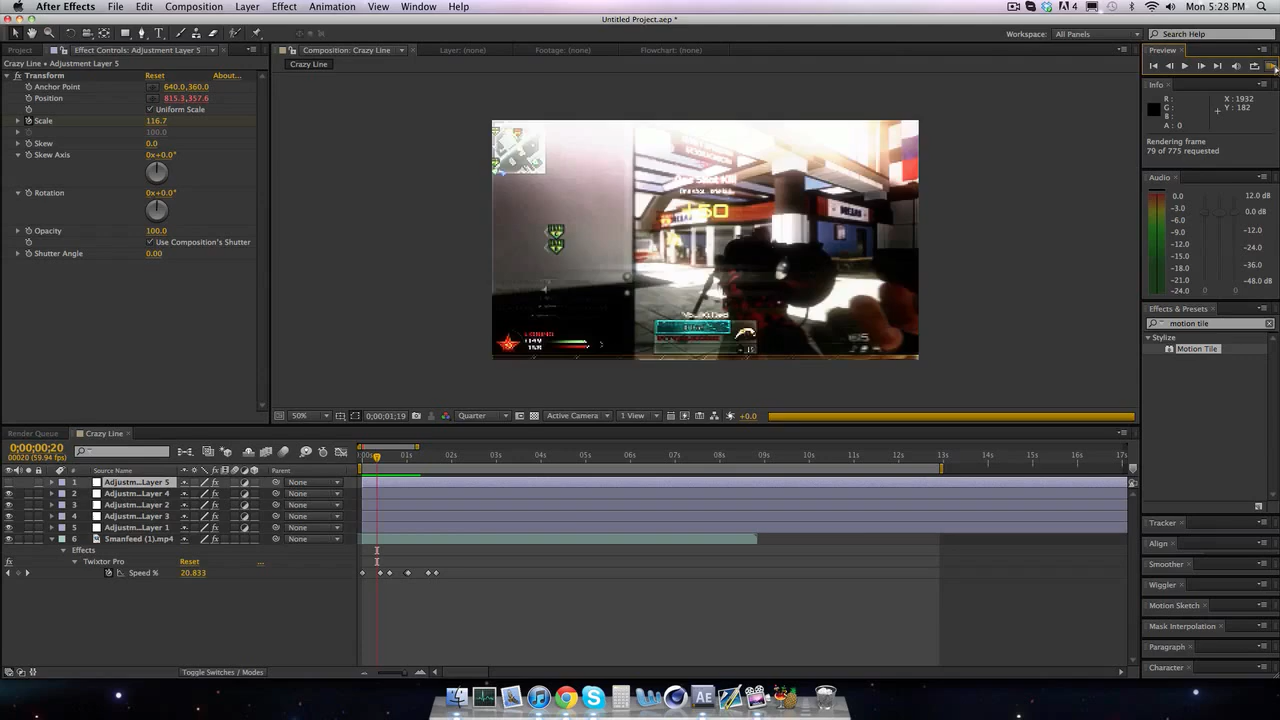 After Effects File Edit Composition Layer Effect Animation View Window Help
4 Mon 5:28 PM
Untitled Project.aep *
Workspace: All Panels Search Help
Project Effect Controls: Adjustment Layer 5 Composition: Crazy Line Layer: (none) Footage: (none) Flowchart: (none) Preview
Crazy Line • Adjustment Layer 5
Crazy Line
Transform Reset About...
Anchor Point 640.0,360.0
Position 815.3,357.6
Uniform Scale
Scale 116.7
100.0
Skew 0.0
Skew Axis 0x+0.0°
Rotation 0x+0.0°
Opacity 100.0
Use Composition's Shutter
Shutter Angle 0.00
One Shot Kill
+50
Info
R: X: 1932
G: Y: 182
B:
A: 0
Rendering frame
79 of 775 requested
Audio
0.0 12.0 dB
-3.0
-6.0 0.0 dB
-9.0
-12.0 -12.0
-15.0
-18.0 -24.0
-21.0 -36.0
-24.0 0 0 -48.0 dB
Effects & Presets
motion tile
Stylize
Motion Tile
50% 0;00;01;19 Quarter Active Camera 1 View +0.0
Render Queue Crazy Line
0;00;00;20
00020 (59.94 fps)
:00s 01s 02s 03s 04s 05s 06s 07s 08s 09s 10s 11s 12s 13s 14s 15s 16s 17s
# Source Name Parent
1 Adjustm...Layer 5 None
2 Adjustm...Layer 4 None
3 Adjustm...Layer 2 None
4 Adjustm...Layer 3 None
5 Adjustm...Layer 1 None
6 Smanfeed (1).mp4 None
Effects
Twixtor Pro Reset ...
Speed % 20.833
Tracker
Align
Smoother
Wiggler
Motion Sketch
Mask Interpolation
Paragraph
Character
Toggle Switches / Modes